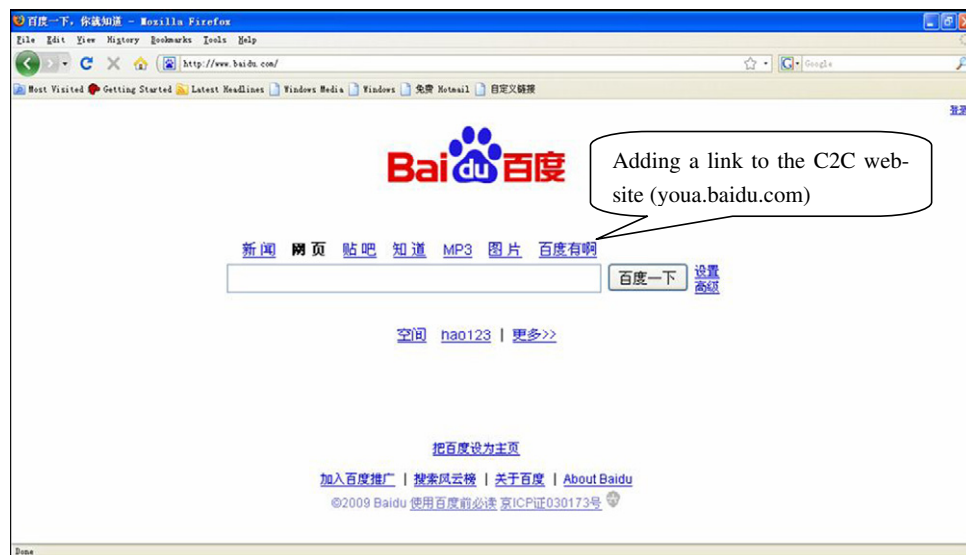 百度一下，你就知道 - Mozilla Firefox
File Edit View History Bookmarks Tools Help
http://www.baidu.com/ Google
Most Visited Getting Started Latest Headlines Windows Media Windows 免费 Hotmail 自定义链接
登录
Bai du 百度
Adding a link to the C2C web-
site (youa.baidu.com)
新闻 网页 贴吧 知道 MP3 图片 百度有啊
百度一下 设置
高级
空间 hao123 | 更多>>
把百度设为主页
加入百度推广 | 搜索风云榜 | 关于百度 | About Baidu
©2009 Baidu 使用百度前必读 京ICP证030173号
Done